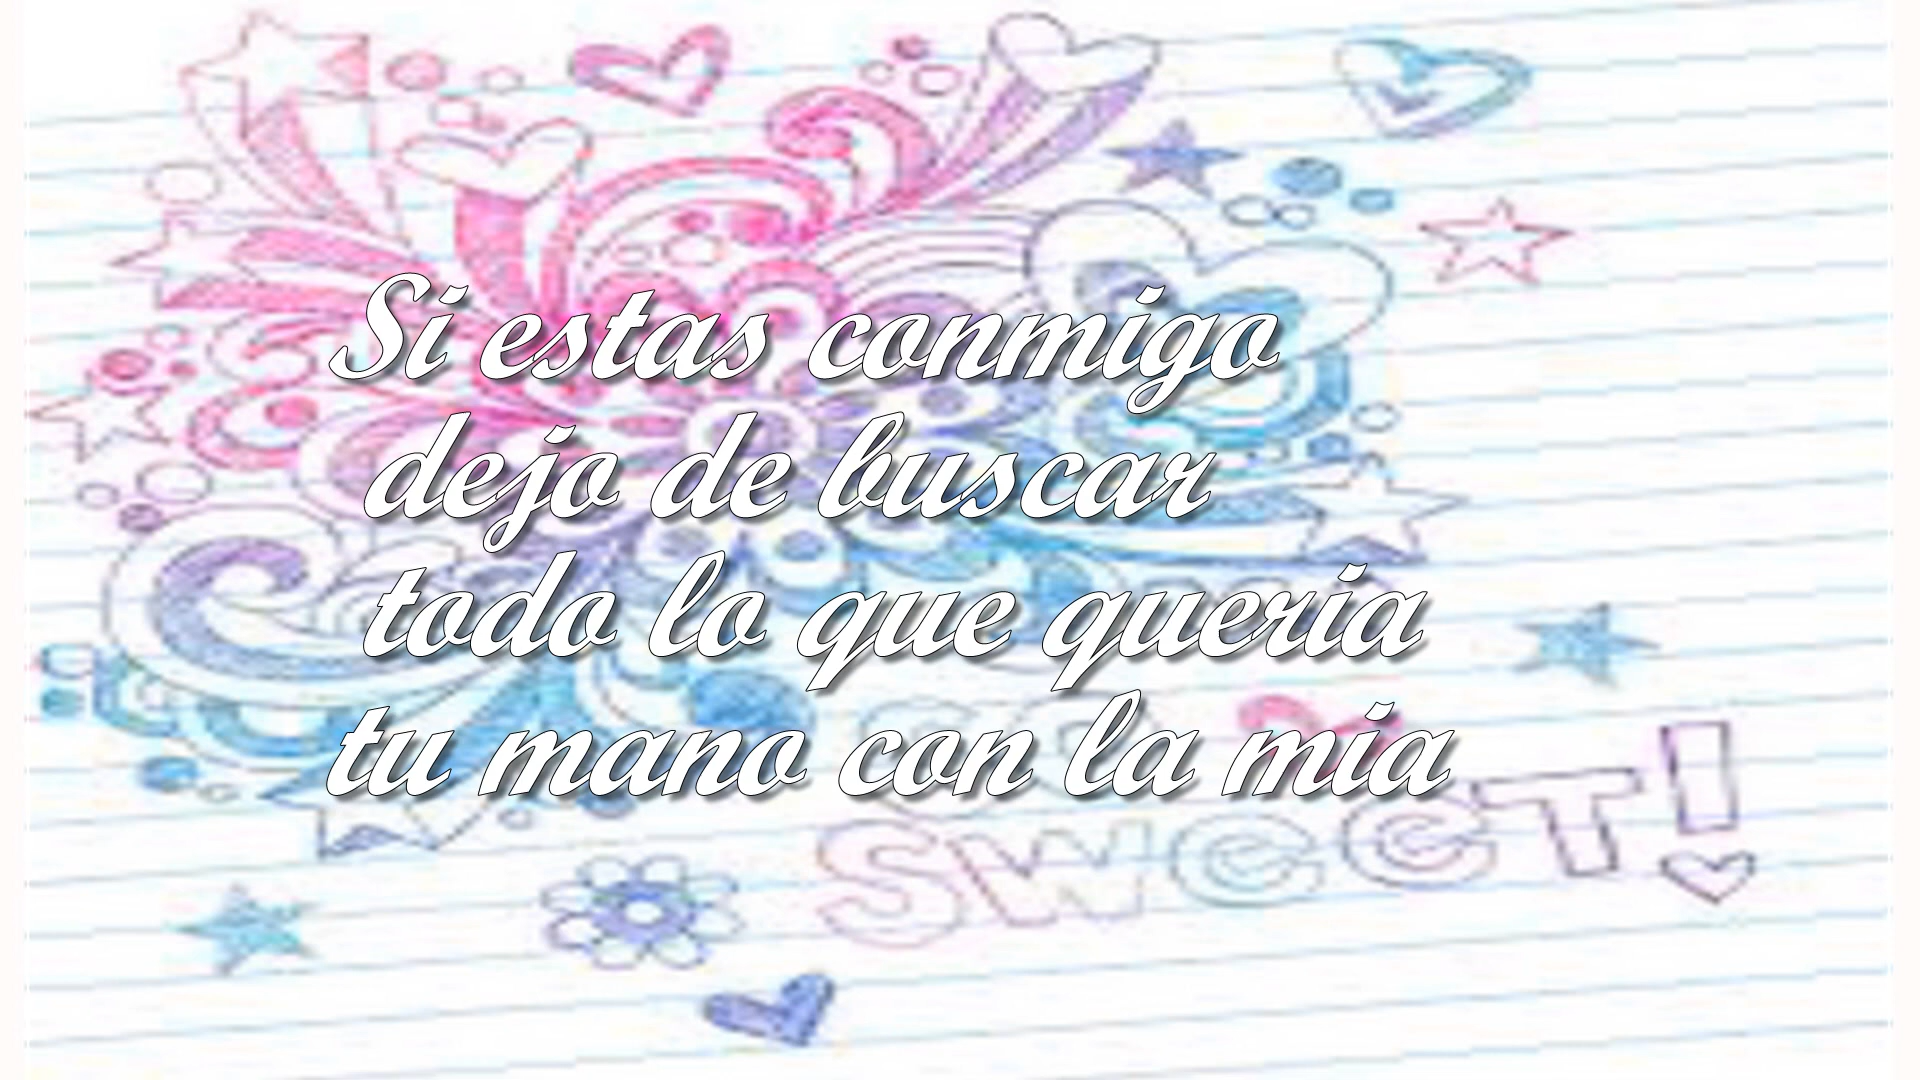 Si estas conmigo
dejo de buscar
todo lo que queria
tu mano con la mia
SWEET!